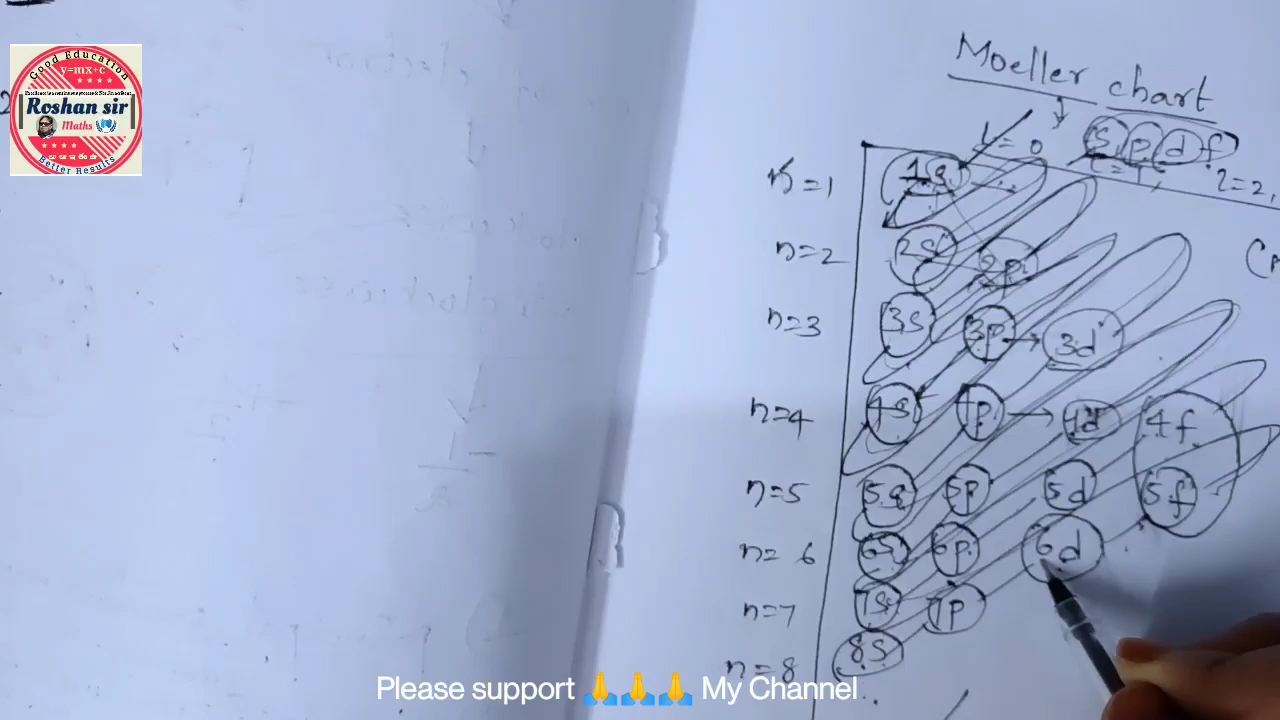 Good Education
y=mx+c
Roshan sir
Maths
Better Results
Moeller chart
s, p, d f
l = 0
l = 1,
l = 2,
n = 1 1s
n = 2 2s 2p
n = 3 3s 3p → 3d
n = 4 4s 4p → 4d 4f
n = 5 5s 5p 5d 5f
n = 6 6s 6p 6d
n = 7 7s 7p
n = 8 8s
Please support 🙏🙏🙏 My Channel